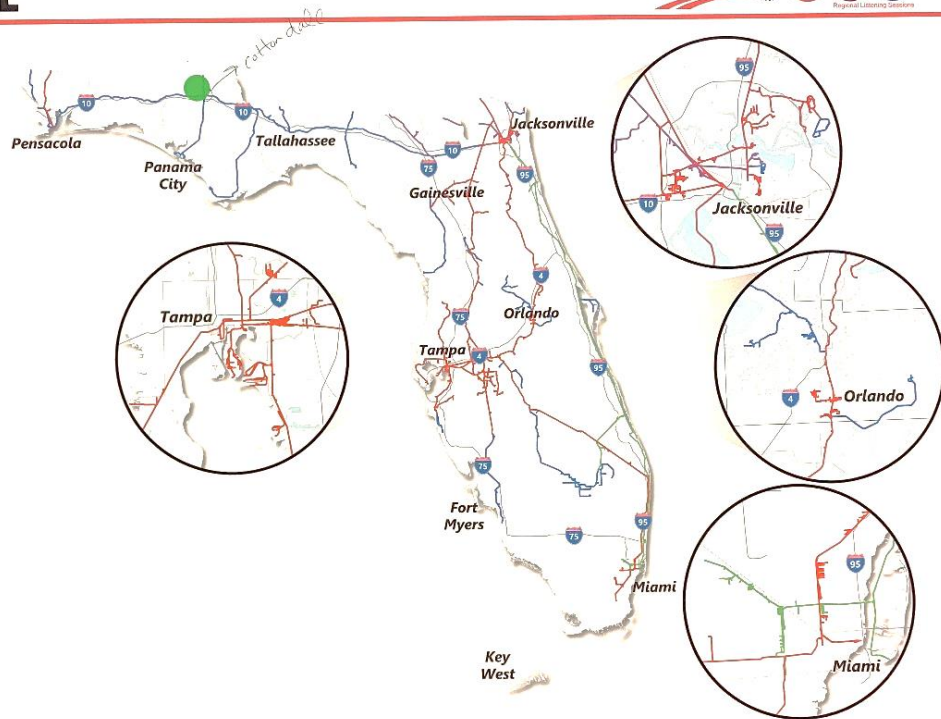 Regional Listening Sessions
cottondale
10
Pensacola
10
Tallahassee
Panama
City
Jacksonville
10
75
95
Gainesville
4
75
Orlando
Tampa
4
95
75
Fort
Myers
75
95
Miami
Key
West
95
10
Jacksonville
95
4
Tampa
4
Orlando
95
Miami